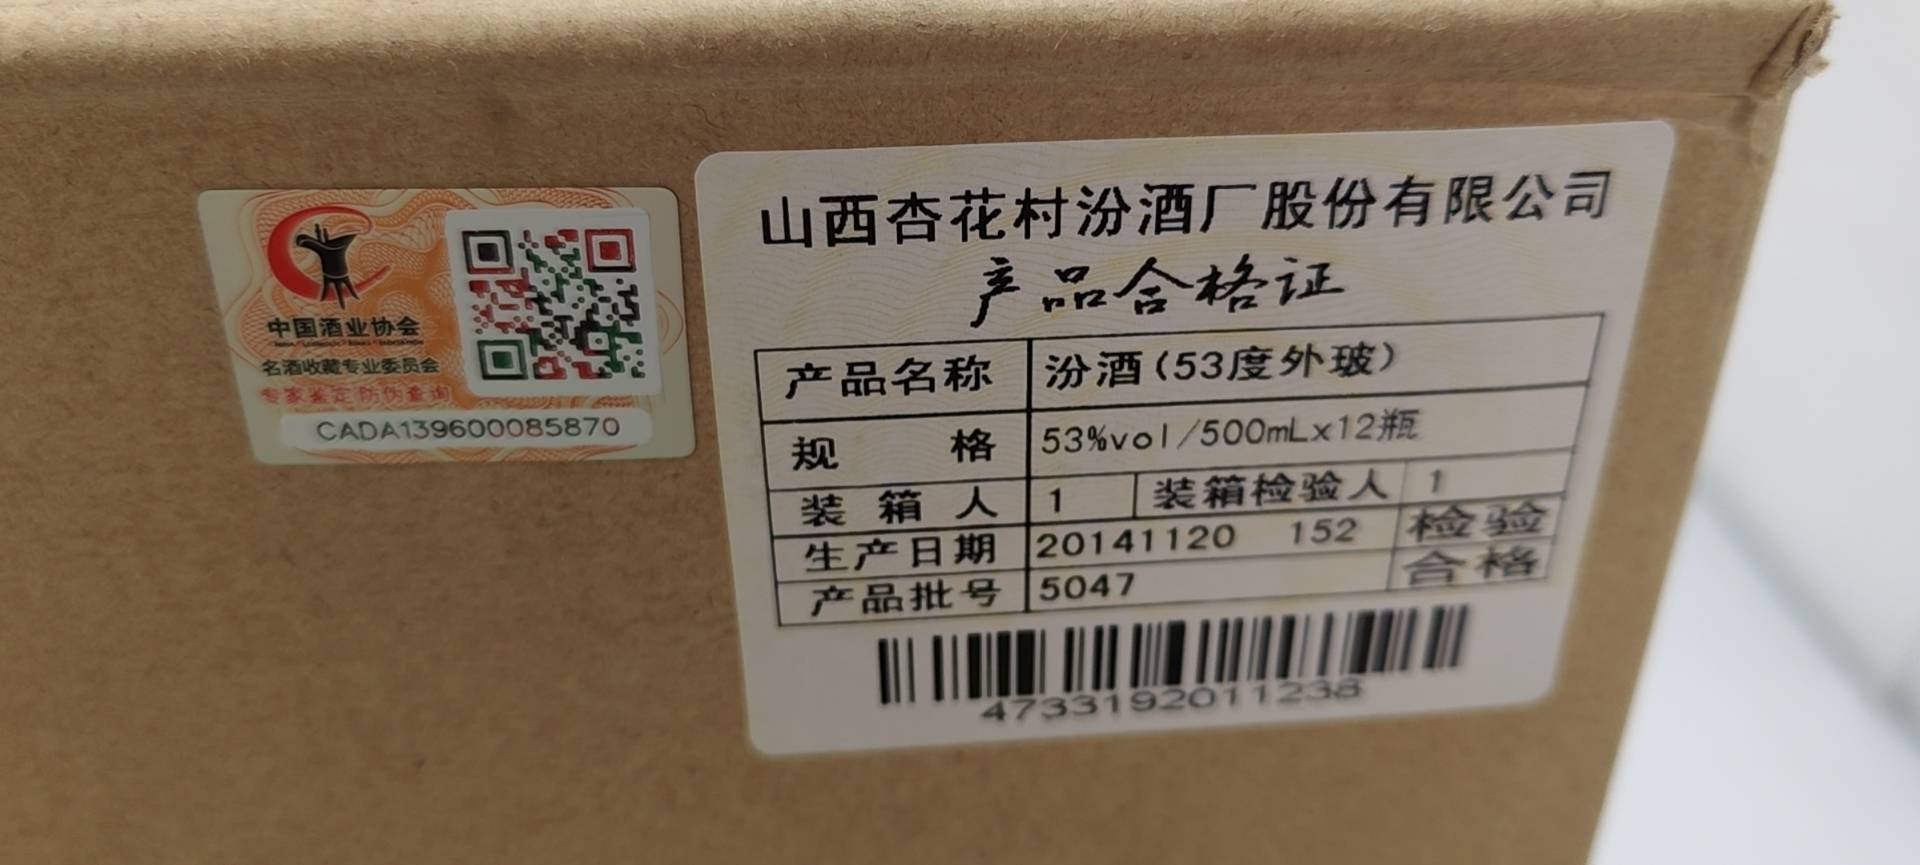 中国酒业协会
名酒收藏专业委员会
专家鉴定 防伪查询
CADA139600085870
山西杏花村汾酒厂股份有限公司
产品合格证
产品名称 汾酒(53度外玻)
规 格 53%vol/500mLx12瓶
装箱人 1 装箱检验人 1
生产日期 20141120 152 检验
产品批号 5047 合格
4733192011238